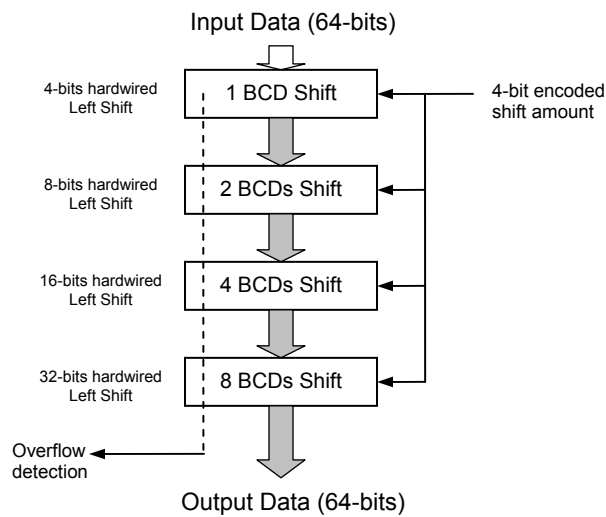 Input Data (64-bits)
4-bits hardwired
Left Shift
1 BCD Shift
4-bit encoded
shift amount
8-bits hardwired
Left Shift
2 BCDs Shift
16-bits hardwired
Left Shift
4 BCDs Shift
32-bits hardwired
Left Shift
8 BCDs Shift
Overflow
detection
Output Data (64-bits)